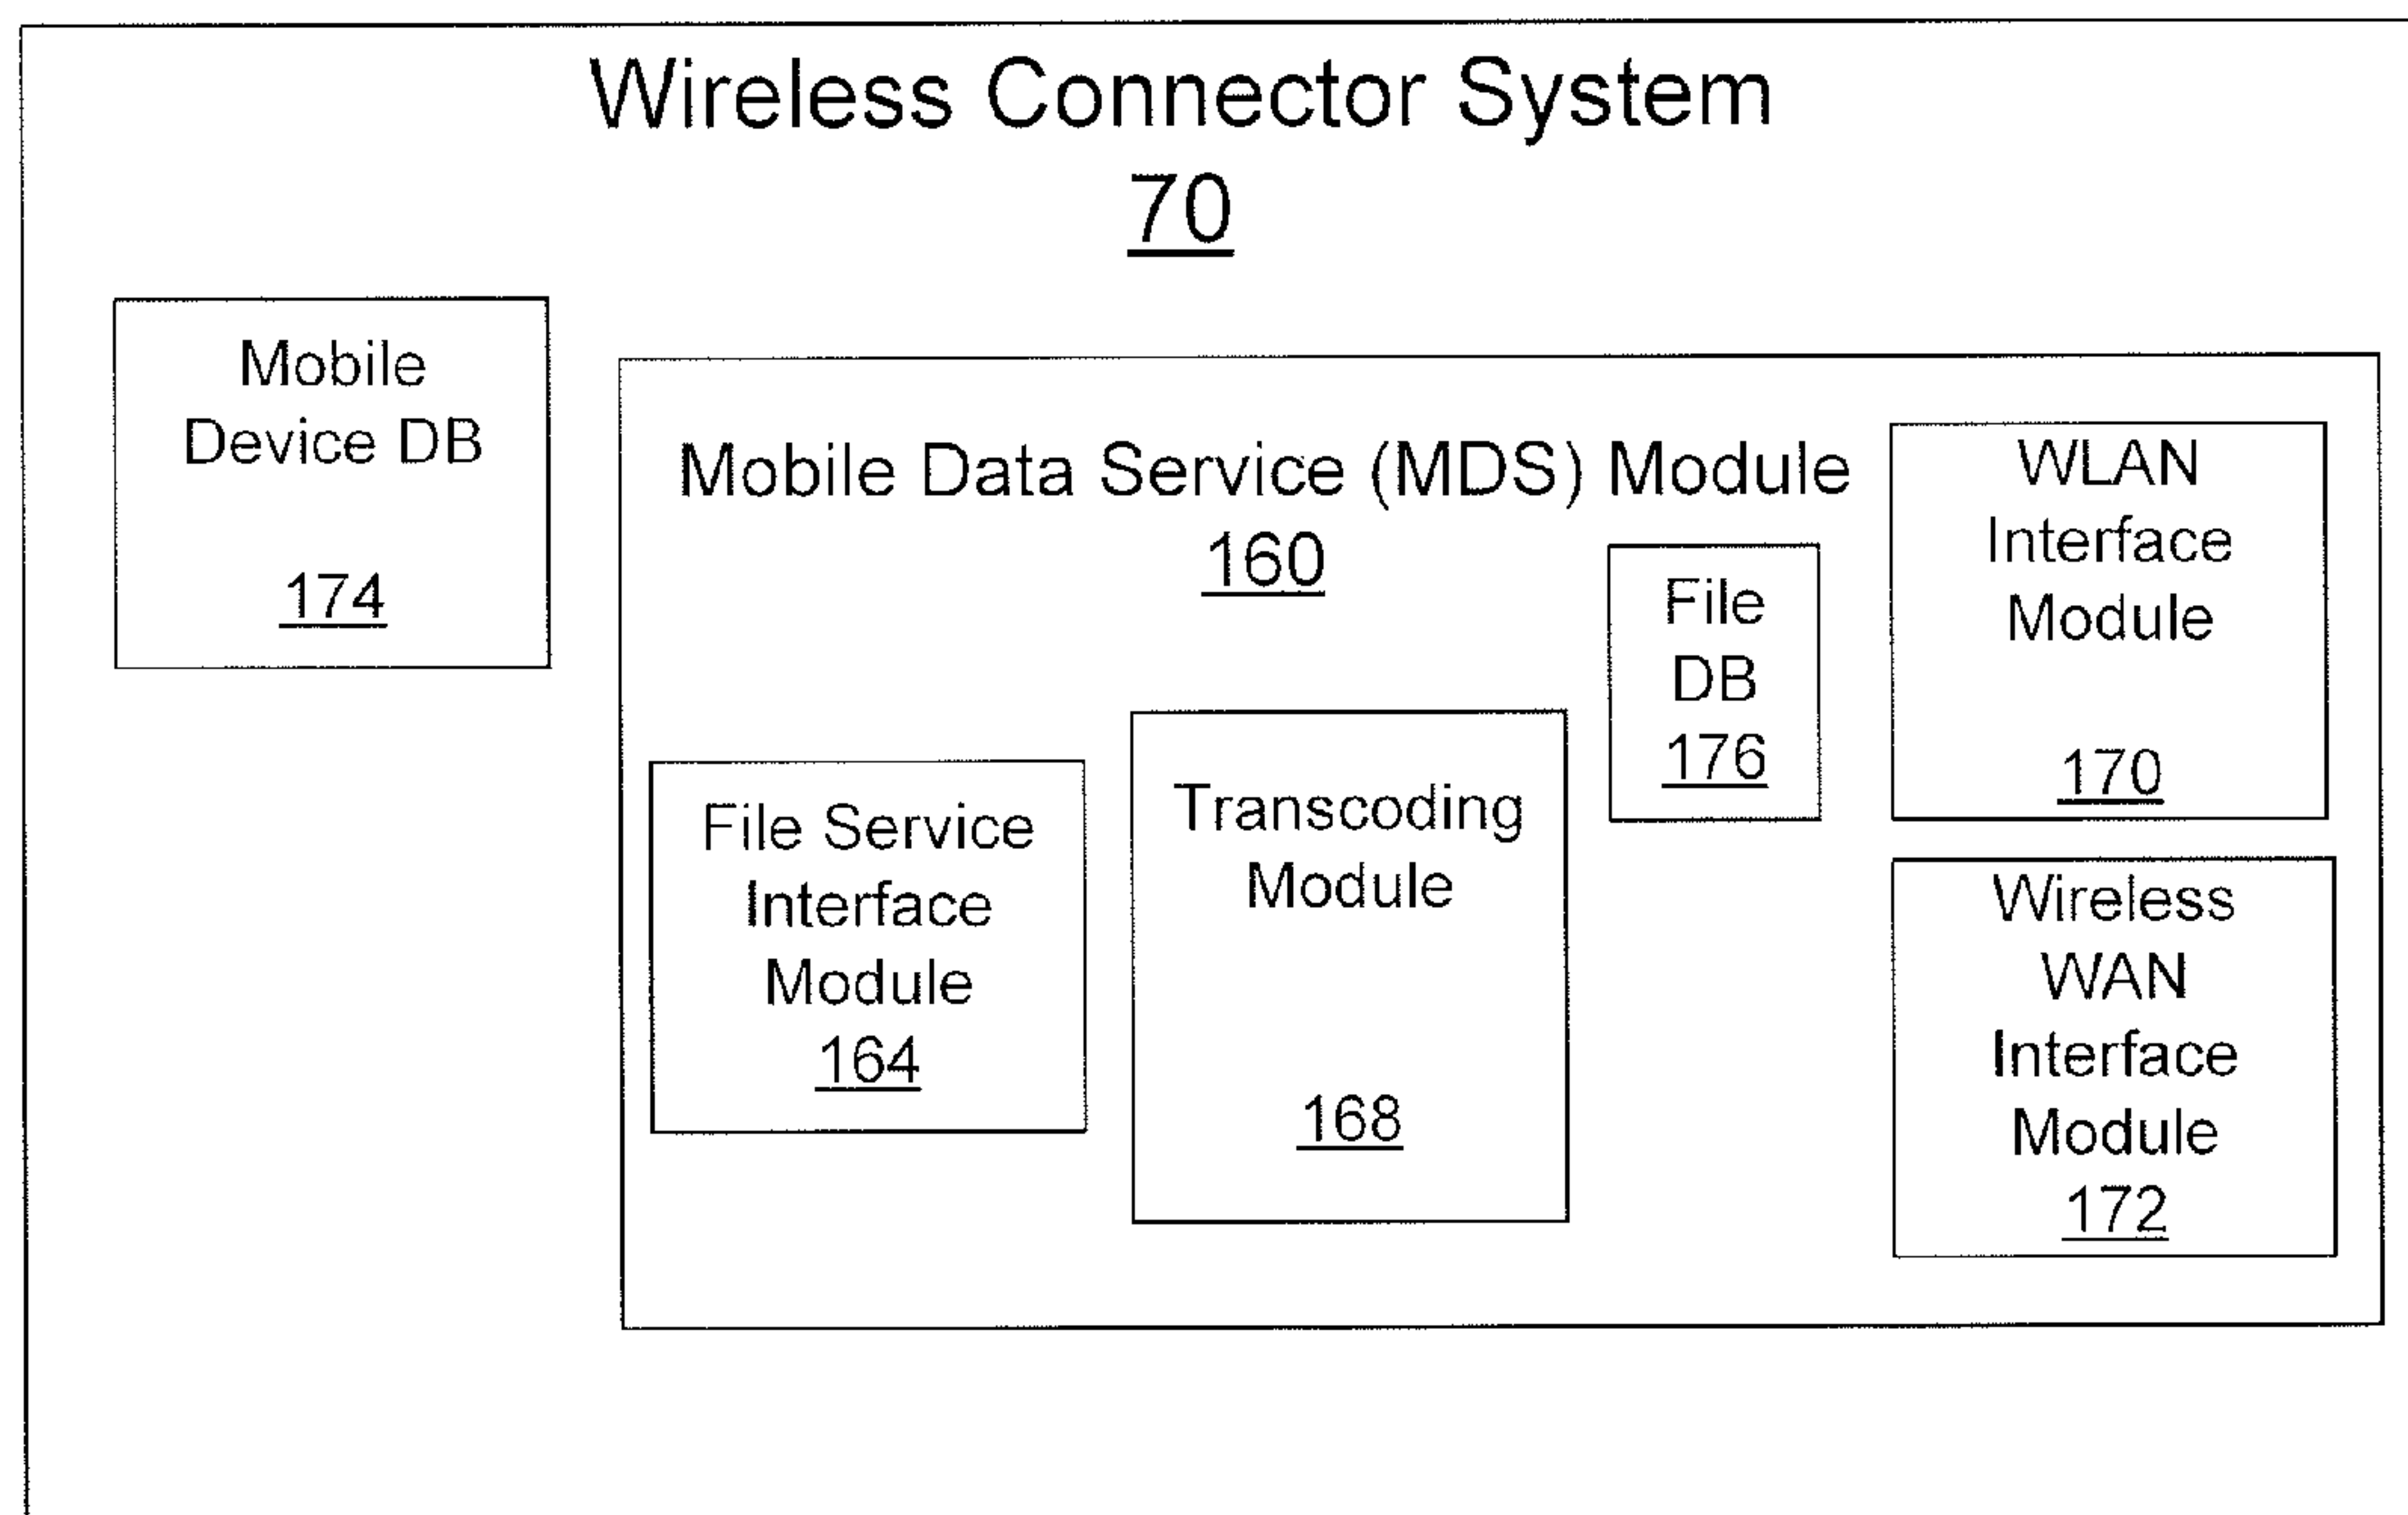 Wireless Connector System
70
Mobile
Device DB
174
Mobile Data Service (MDS) Module
160
File Service
Interface
Module
164
Transcoding
Module
168
File
DB
176
WLAN
Interface
Module
170
Wireless
WAN
Interface
Module
172